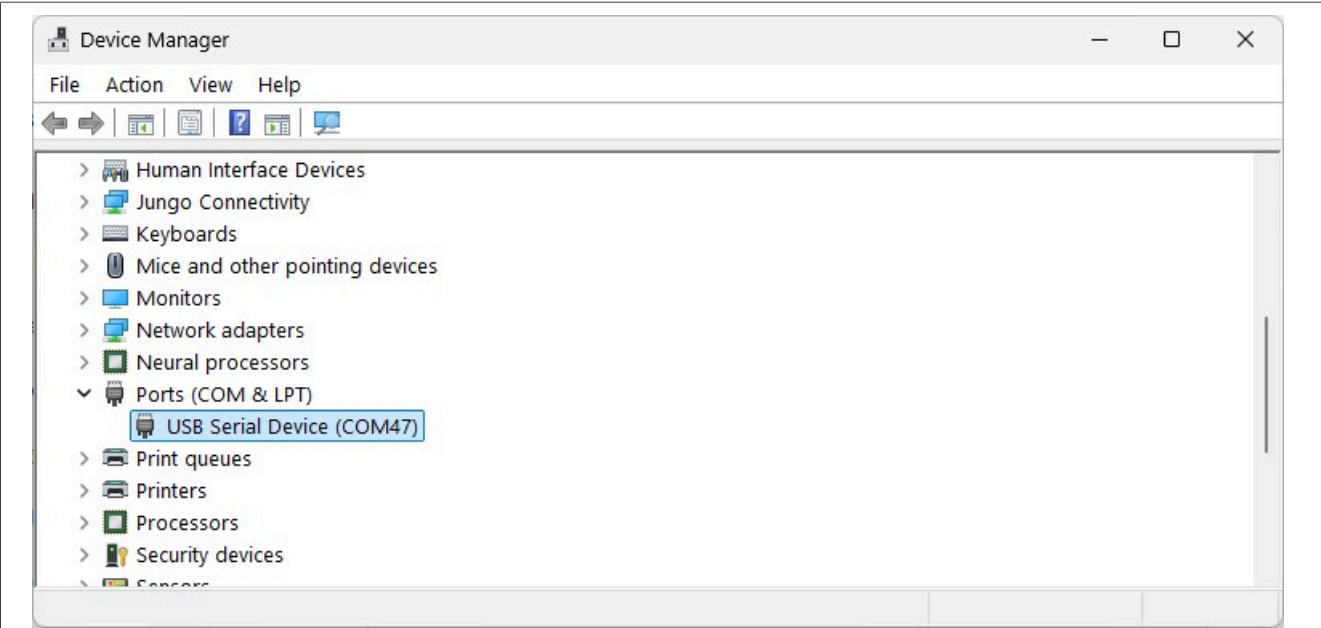 Device Manager
File Action View Help
Human Interface Devices
Jungo Connectivity
Keyboards
Mice and other pointing devices
Monitors
Network adapters
Neural processors
Ports (COM & LPT)
USB Serial Device (COM47)
Print queues
Printers
Processors
Security devices
Sensors